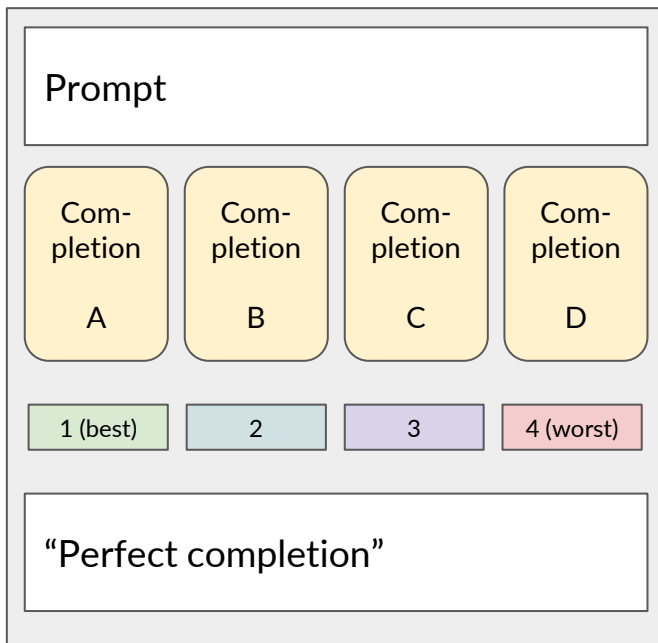 Prompt
Com-
pletion
A
Com-
pletion
B
Com-
pletion
C
Com-
pletion
D
1 (best)
2
3
4 (worst)
“Perfect completion”